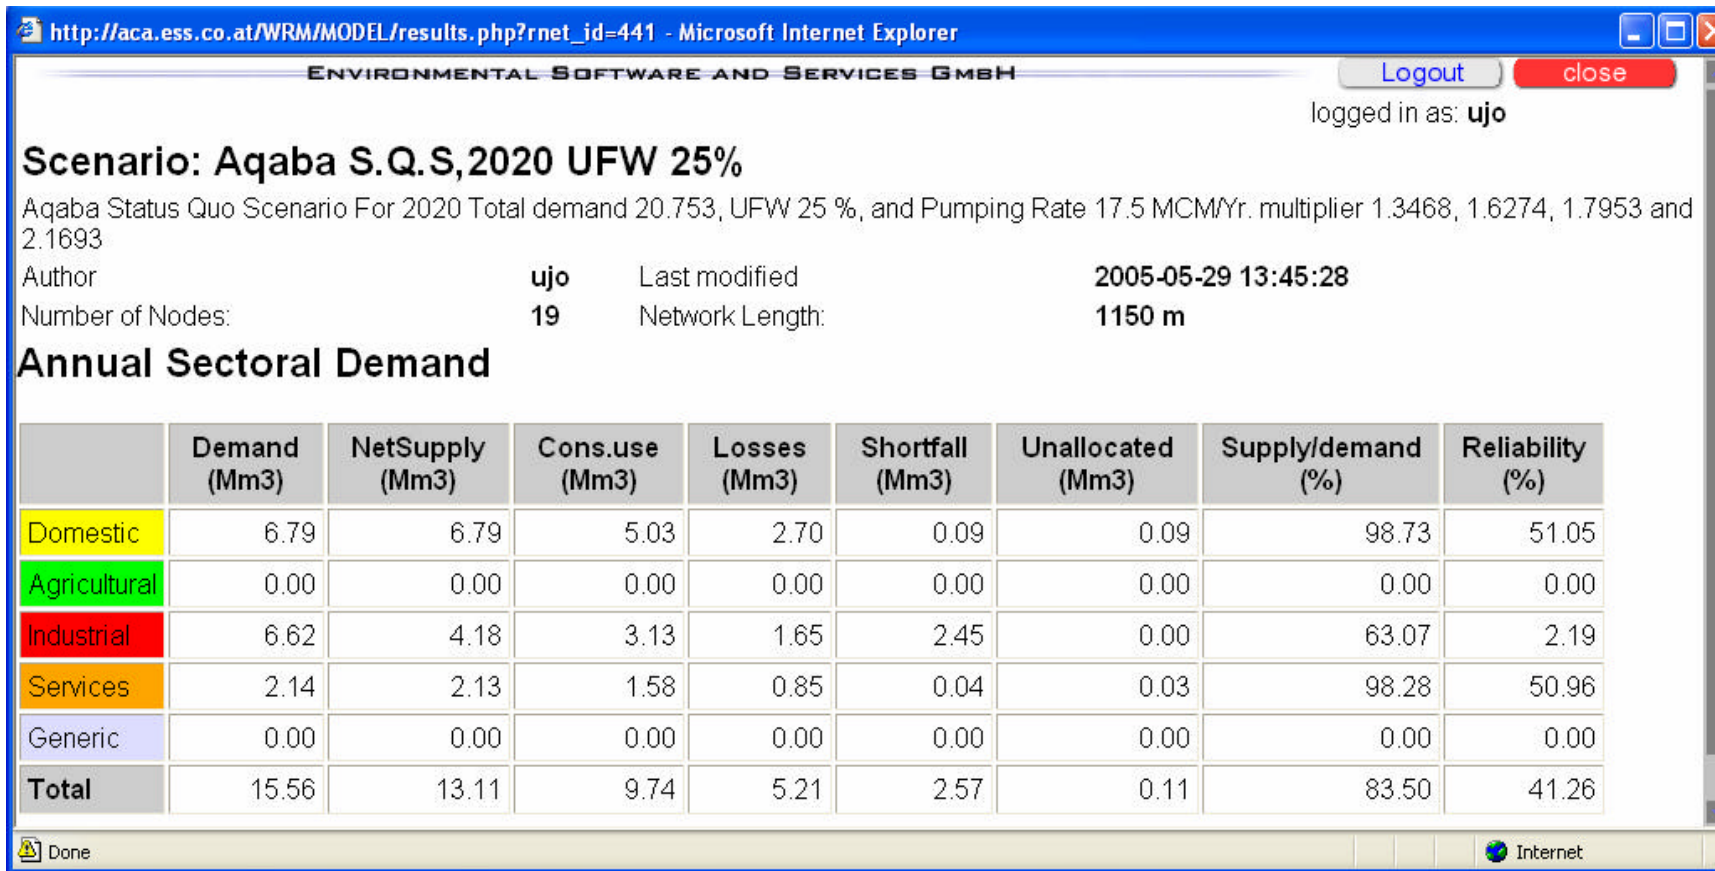 http://aca.ess.co.at/WRM/MODEL/results.php?rnet_id=441 - Microsoft Internet Explorer
ENVIRONMENTAL SOFTWARE AND SERVICES GMBH Logout close
logged in as: ujo
Scenario: Aqaba S.Q.S,2020 UFW 25%
Aqaba Status Quo Scenario For 2020 Total demand 20.753, UFW 25 %, and Pumping Rate 17.5 MCM/Yr. multiplier 1.3468, 1.6274, 1.7953 and
2.1693
Author ujo Last modified 2005-05-29 13:45:28
Number of Nodes: 19 Network Length: 1150 m
Annual Sectoral Demand
Demand NetSupply Cons.use Losses Shortfall Unallocated Supply/demand Reliability
(Mm3) (Mm3) (Mm3) (Mm3) (Mm3) (Mm3) (%) (%)
Domestic 6.79 6.79 5.03 2.70 0.09 0.09 98.73 51.05
Agricultural 0.00 0.00 0.00 0.00 0.00 0.00 0.00 0.00
Industrial 6.62 4.18 3.13 1.65 2.45 0.00 63.07 2.19
Services 2.14 2.13 1.58 0.85 0.04 0.03 98.28 50.96
Generic 0.00 0.00 0.00 0.00 0.00 0.00 0.00 0.00
Total 15.56 13.11 9.74 5.21 2.57 0.11 83.50 41.26
Done Internet